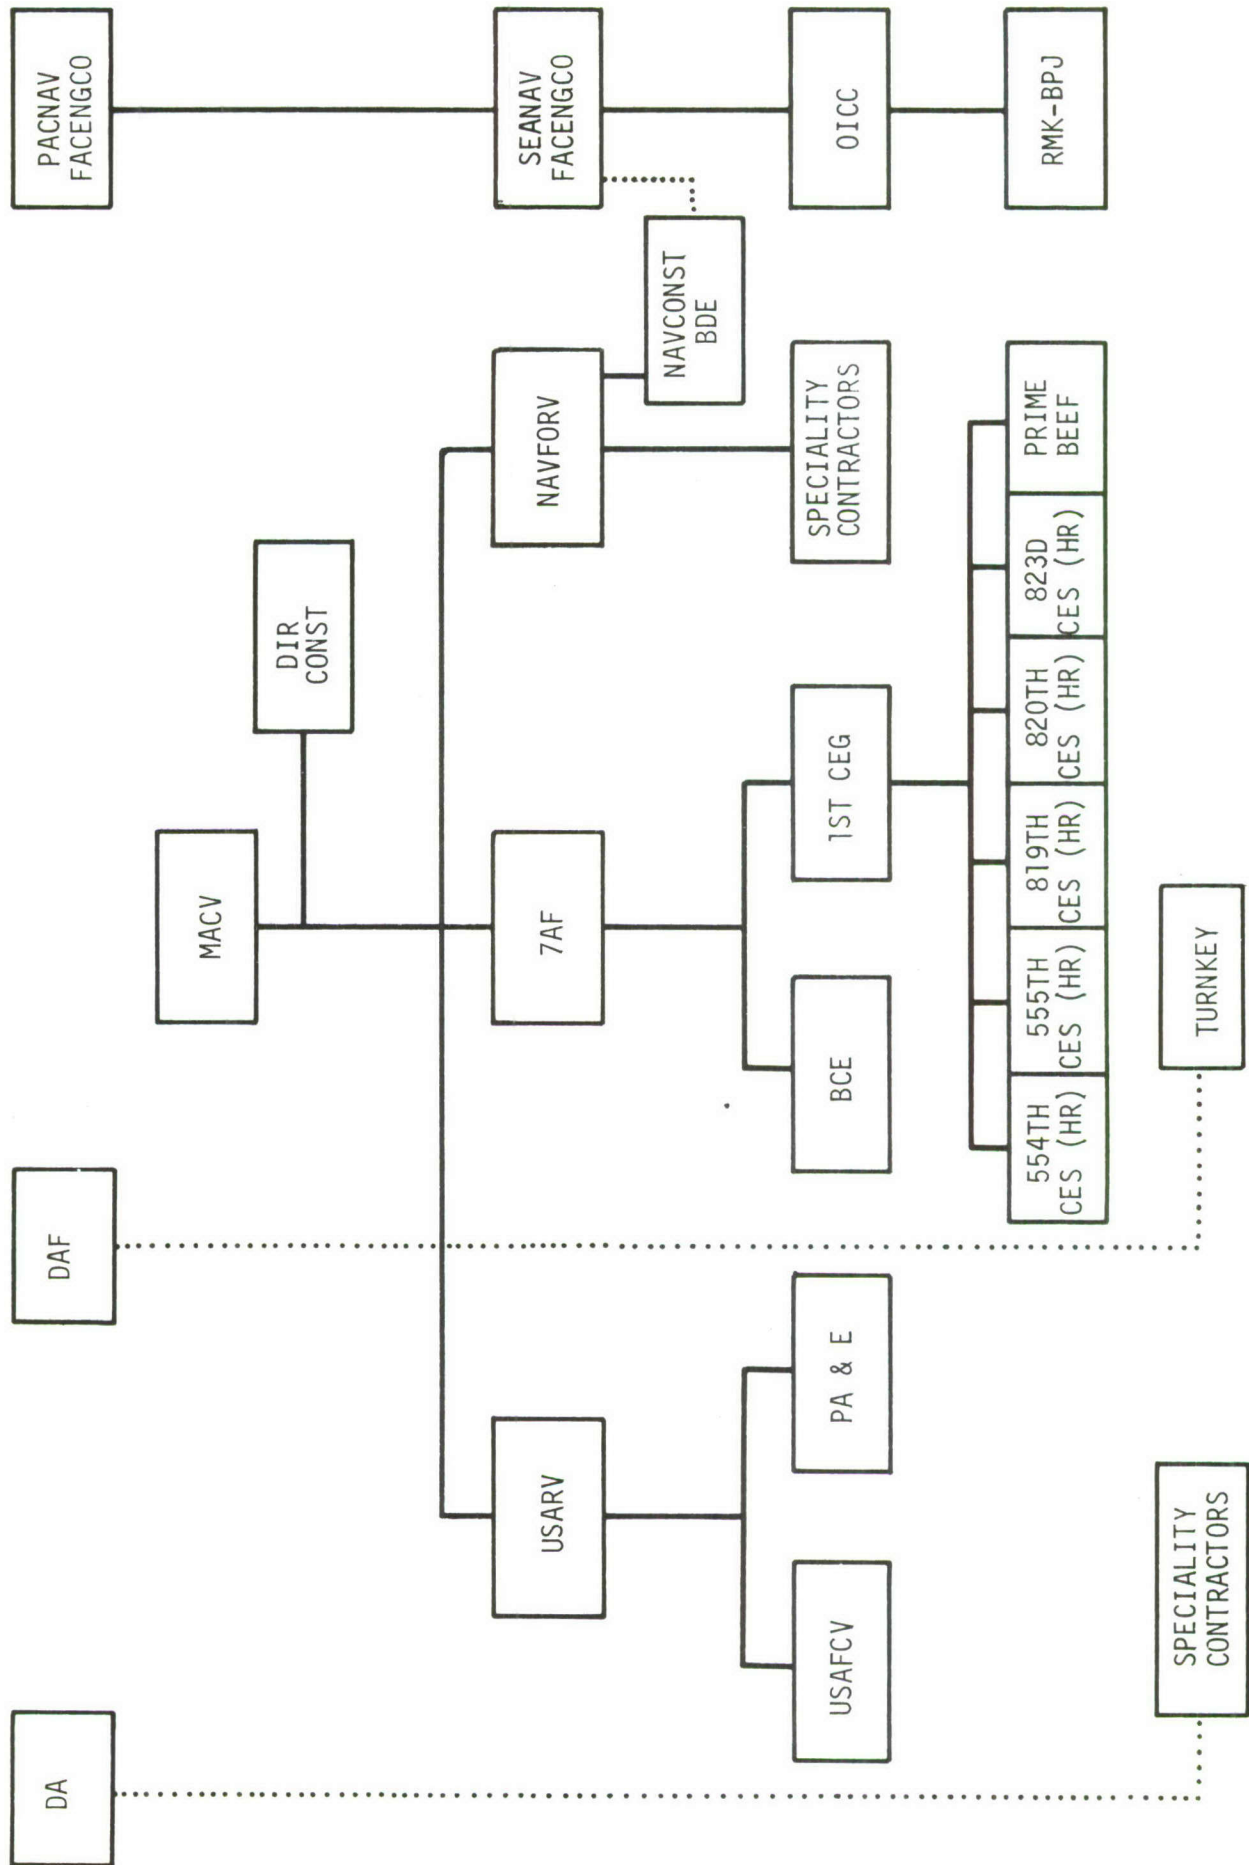 DA
DAF
PACNAV
FACENGCO
MACV
DIR
CONST
USARV
7AF
NAVFORV
SEANAV
FACENGCO
NAVCONST
BDE
USAFCV
PA & E
BCE
1ST CEG
SPECIALITY
CONTRACTORS
OICC
554TH
CES (HR)
555TH
CES (HR)
819TH
CES (HR)
820TH
CES (HR)
823D
CES (HR)
PRIME
BEEF
RMK-BPJ
SPECIALITY
CONTRACTORS
TURNKEY